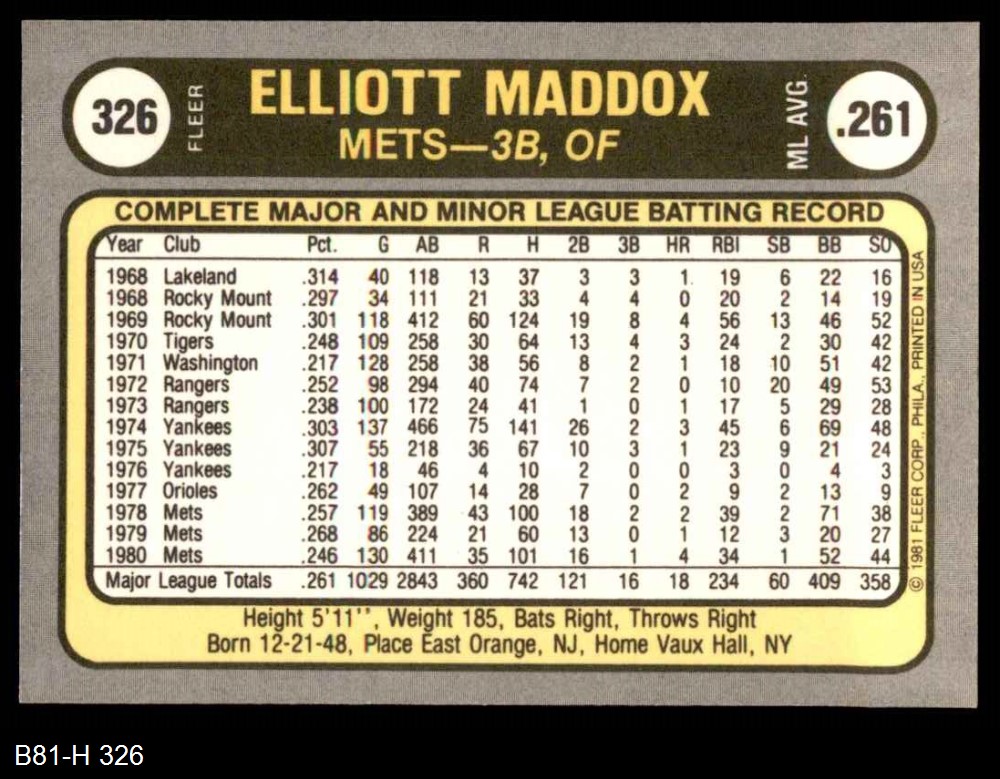 326 FLEER ELLIOTT MADDOX ML AVG. .261
METS—3B, OF
COMPLETE MAJOR AND MINOR LEAGUE BATTING RECORD
Year Club Pct. G AB R H 2B 3B HR RBI SB BB SO
1968 Lakeland .314 40 118 13 37 3 3 1 19 6 22 16
1968 Rocky Mount .297 34 111 21 33 4 4 0 20 2 14 19
1969 Rocky Mount .301 118 412 60 124 19 8 4 56 13 46 52
1970 Tigers .248 109 258 30 64 13 4 3 24 2 30 42
1971 Washington .217 128 258 38 56 8 2 1 18 10 51 42
1972 Rangers .252 98 294 40 74 7 2 0 10 20 49 53
1973 Rangers .238 100 172 24 41 1 0 1 17 5 29 28
1974 Yankees .303 137 466 75 141 26 2 3 45 6 69 48
1975 Yankees .307 55 218 36 67 10 3 1 23 9 21 24
1976 Yankees .217 18 46 4 10 2 0 0 3 0 4 3
1977 Orioles .262 49 107 14 28 7 0 2 9 2 13 9
1978 Mets .257 119 389 43 100 18 2 2 39 2 71 38
1979 Mets .268 86 224 21 60 13 0 1 12 3 20 27
1980 Mets .246 130 411 35 101 16 1 4 34 1 52 44
Major League Totals .261 1029 2843 360 742 121 16 18 234 60 409 358
© 1981 FLEER CORP., PHILA., PRINTED IN USA
Height 5'11'', Weight 185, Bats Right, Throws Right
Born 12-21-48, Place East Orange, NJ, Home Vaux Hall, NY
B81-H 326